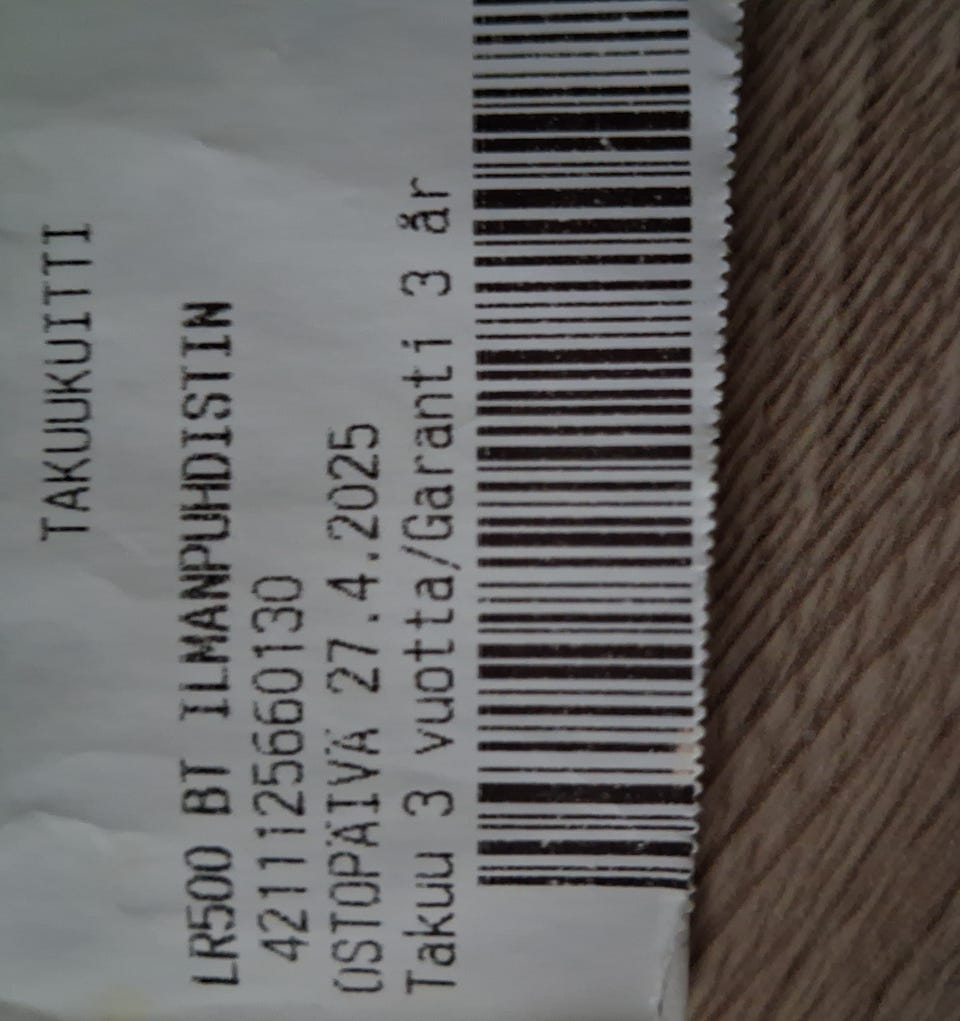 TAKUUKUITTI
LR500 BT ILMANPUHDISTIN
4211125660130
OSTOPÄIVÄ 27.4.2025
Takuu 3 vuotta/Garanti 3 år